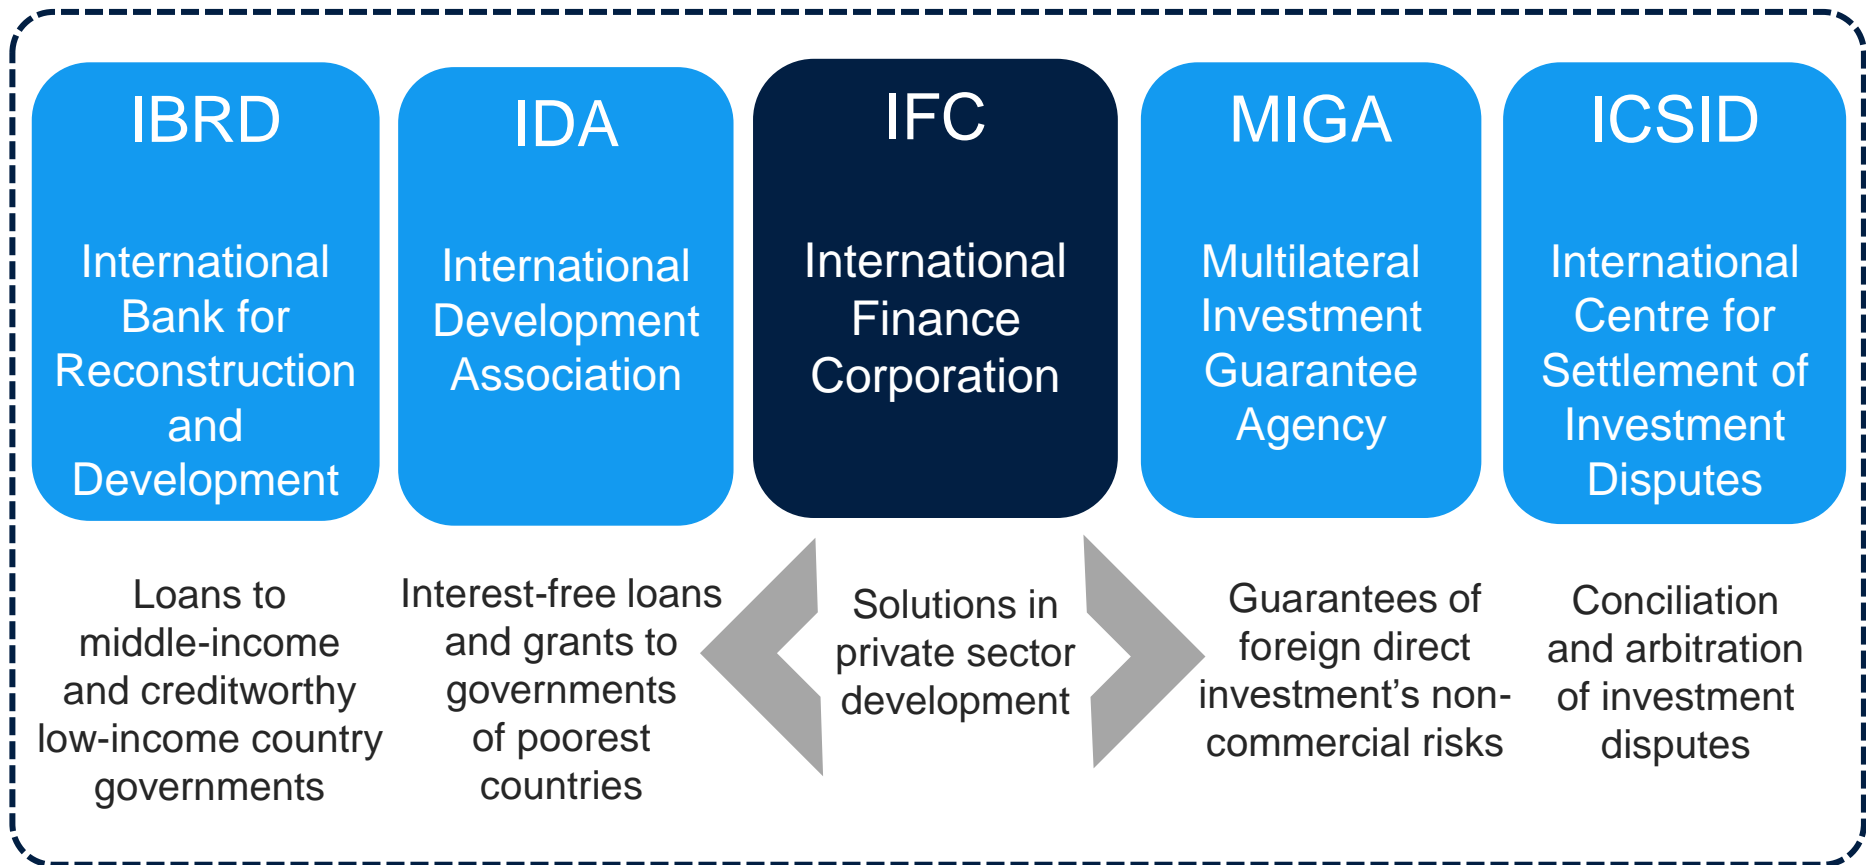 IBRD
International
Bank for
Reconstruction
and
Development
Loans to
middle-income
and creditworthy
low-income country
governments
IDA
International
Development
Association
Interest-free loans
and grants to
governments
of poorest
countries
IFC
International
Finance
Corporation
Solutions in
private sector
development
MIGA
Multilateral
Investment
Guarantee
Agency
Guarantees of
foreign direct
investment’s non-
commercial risks
ICSID
International
Centre for
Settlement of
Investment
Disputes
Conciliation
and arbitration
of investment
disputes